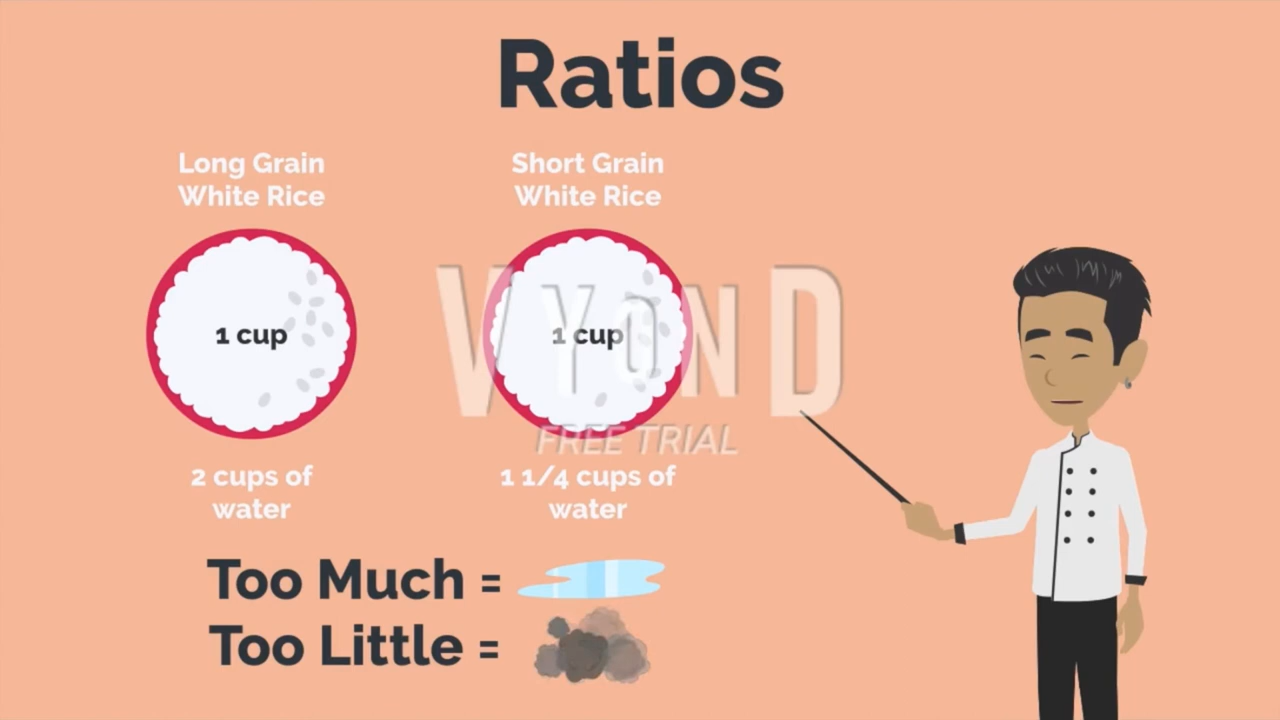 Ratios
Long Grain
White Rice
Short Grain
White Rice
1 cup
1 cup
VYOND
FREE TRIAL
2 cups of
water
1 1/4 cups of
water
Too Much =
Too Little =